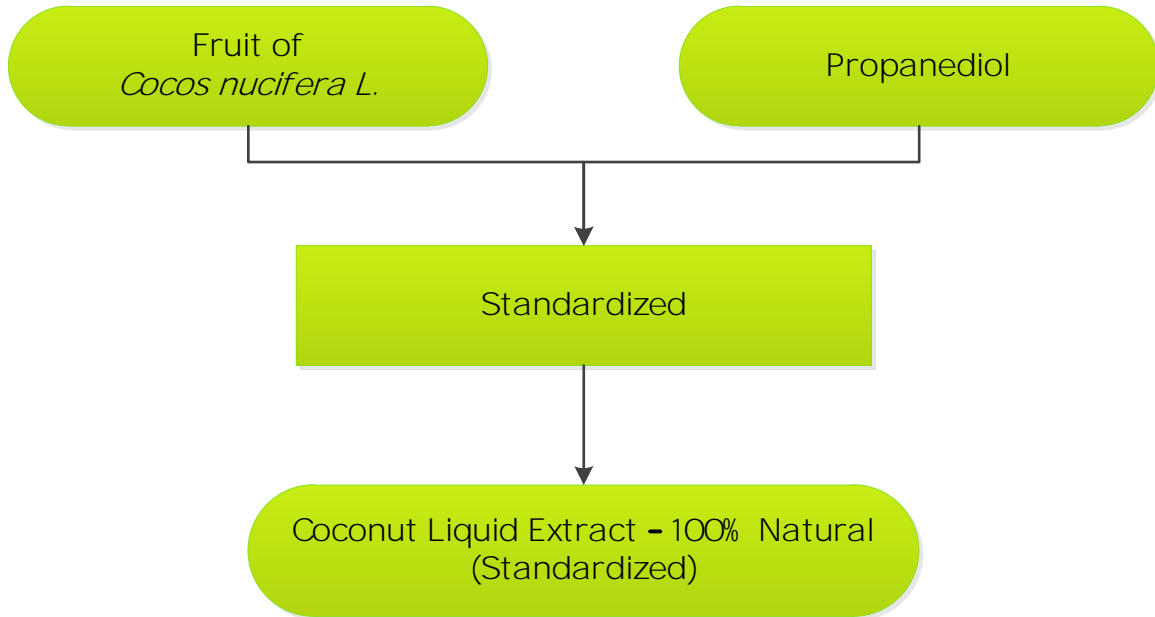 Fruit of
Cocos nucifera L.
Propanediol
Standardized
Coconut Liquid Extract – 100% Natural
(Standardized)